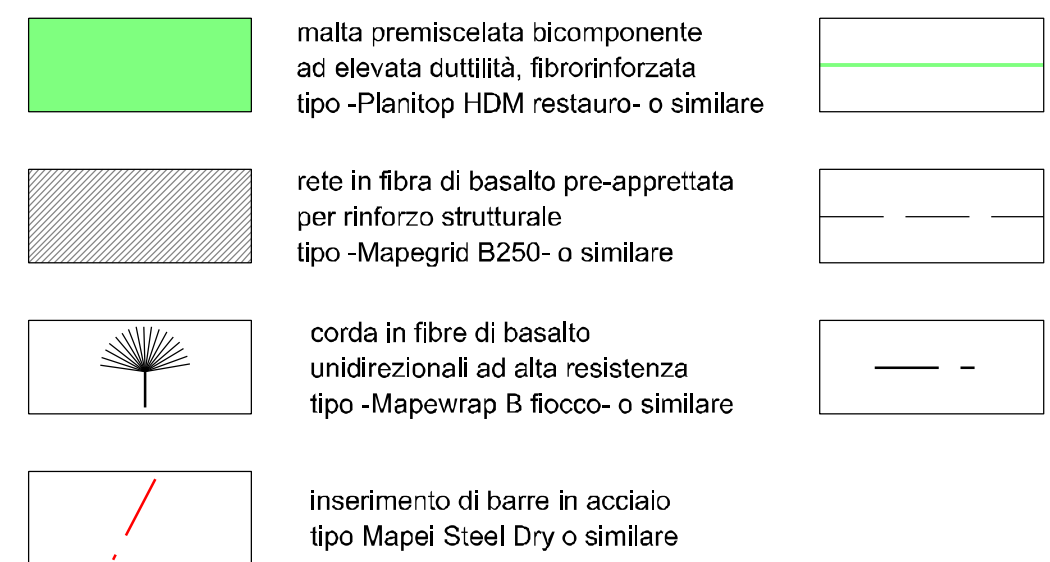 malta premiscelata bicomponente
ad elevata duttilità, fibrorinforzata
tipo -Planitop HDM restauro- o similare
rete in fibra di basalto pre-apprettata
per rinforzo strutturale
tipo -Mapegrid B250- o similare
corda in fibre di basalto
unidirezionali ad alta resistenza
tipo -Mapewrap B fiocco- o similare
inserimento di barre in acciaio
tipo Mapei Steel Dry o similare